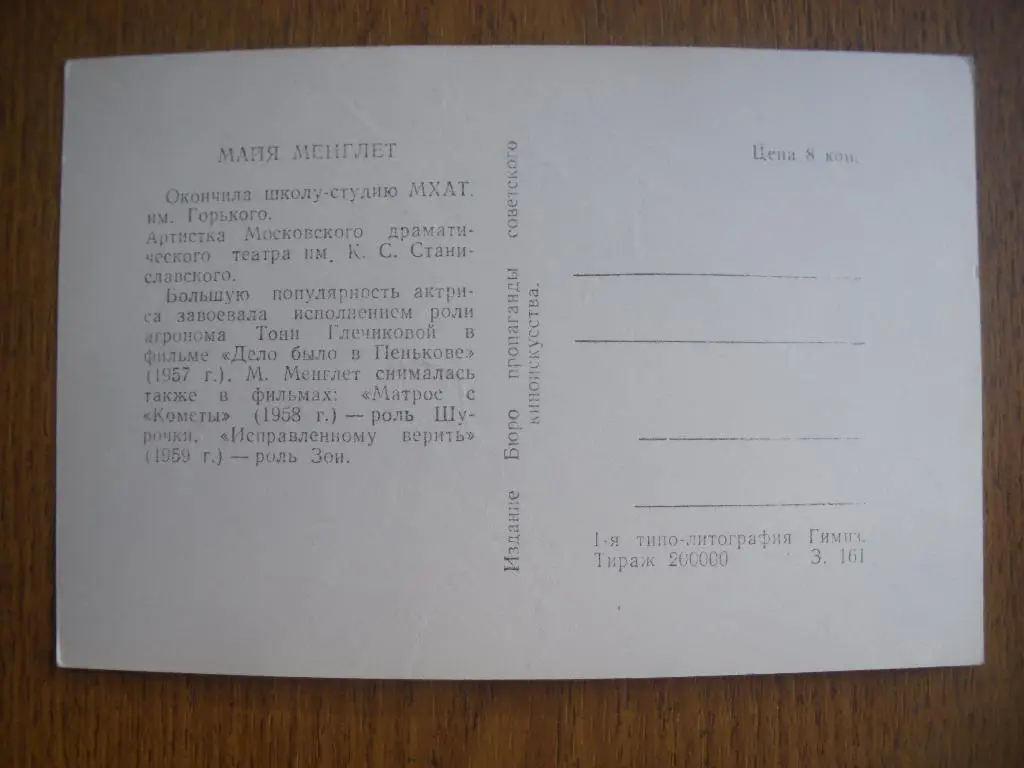 МАЙЯ МЕНГЛЕТ
Окончила школу-студию МХАТ
им. Горького.
Артистка Московского драмати-
ческого театра им. К. С. Стани-
славского.
Большую популярность актри-
са завоевала исполнением роли
агронома Тони Глечиковой в
фильме «Дело было в Пенькове»
(1957 г.). М. Менглет снималась
также в фильмах: «Матрос с
«Кометы» (1958 г.) — роль Шу-
рочки, «Исправленному верить»
(1959 г.) — роль Зои.
Издание Бюро пропаганды советского
киноискусства.
Цена 8 коп.
1-я типо-литография Гимиз.
Тираж 200000 З. 161